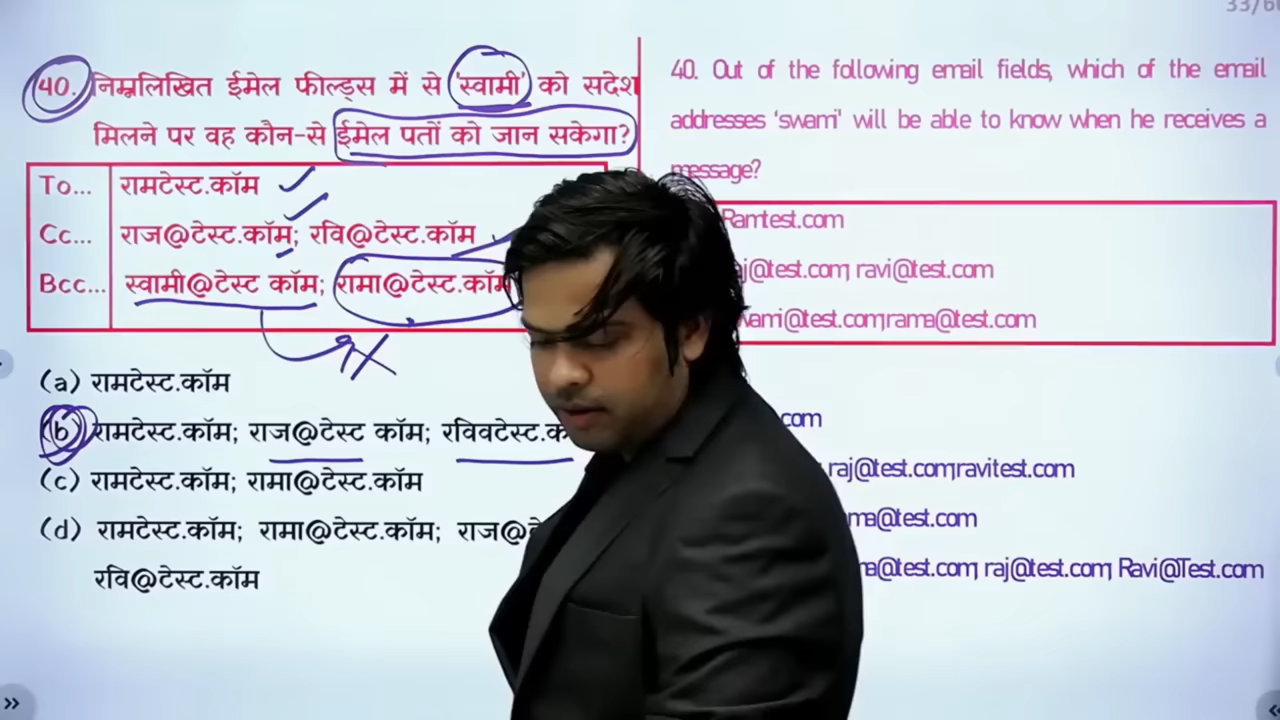 33/60
40. निम्नलिखित ईमेल फील्ड्स में से 'स्वामी' को सदेश
मिलने पर वह कौन-से ईमेल पतों को जान सकेगा?
To... रामटेस्ट.कॉम
Cc... राज@टेस्ट.कॉम; रवि@टेस्ट.कॉम
Bcc... स्वामी@टेस्ट कॉम; रामा@टेस्ट.कॉम
(a) रामटेस्ट.कॉम
(b) रामटेस्ट.कॉम; राज@टेस्ट कॉम; रविवटेस्ट.क
(c) रामटेस्ट.कॉम; रामा@टेस्ट.कॉम
(d) रामटेस्ट.कॉम; रामा@टेस्ट.कॉम; राज@
रवि@टेस्ट.कॉम
40. Out of the following email fields, which of the email
addresses 'swami' will be able to know when he receives a
message?
Ramtest.com
j@test.com; ravi@test.com
wami@test.com;rama@test.com
com
raj@test.com;ravitest.com
ma@test.com
a@test.com; raj@test.com; Ravi@Test.com